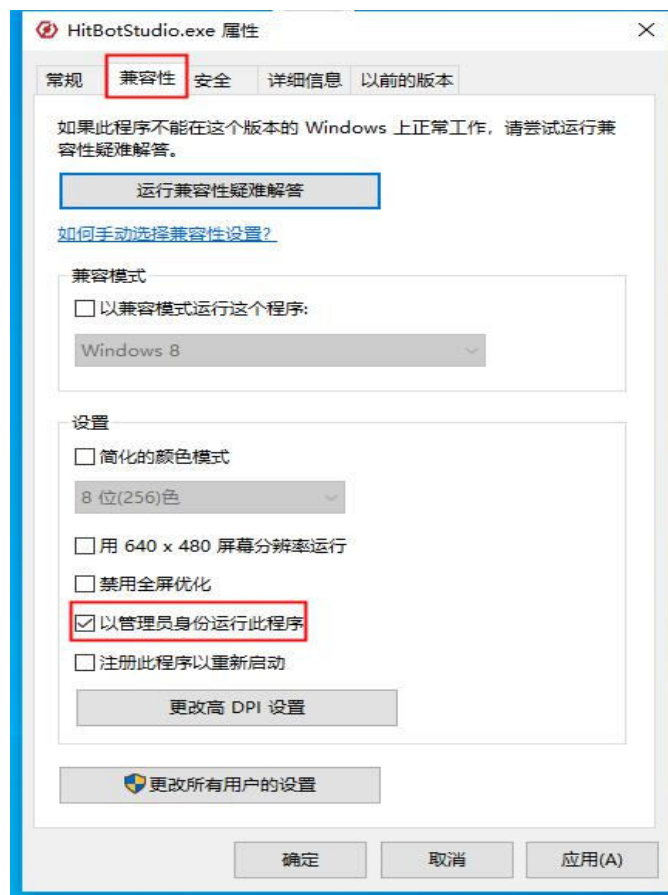 HitBotStudio.exe 属性
常规 兼容性 安全 详细信息 以前的版本
如果此程序不能在这个版本的 Windows 上正常工作，请尝试运行兼
容性疑难解答。
运行兼容性疑难解答
如何手动选择兼容性设置?
兼容模式
以兼容模式运行这个程序:
Windows 8
设置
简化的颜色模式
8 位(256)色
用 640 x 480 屏幕分辨率运行
禁用全屏优化
以管理员身份运行此程序
注册此程序以重新启动
更改高 DPI 设置
更改所有用户的设置
确定 取消 应用(A)